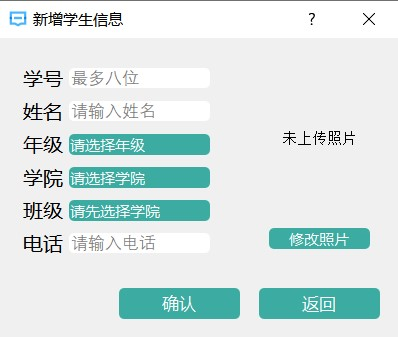 新增学生信息
学号 最多八位
姓名 请输入姓名
年级 请选择年级
未上传照片
学院 请选择学院
班级 请先选择学院
电话 请输入电话
修改照片
确认 返回